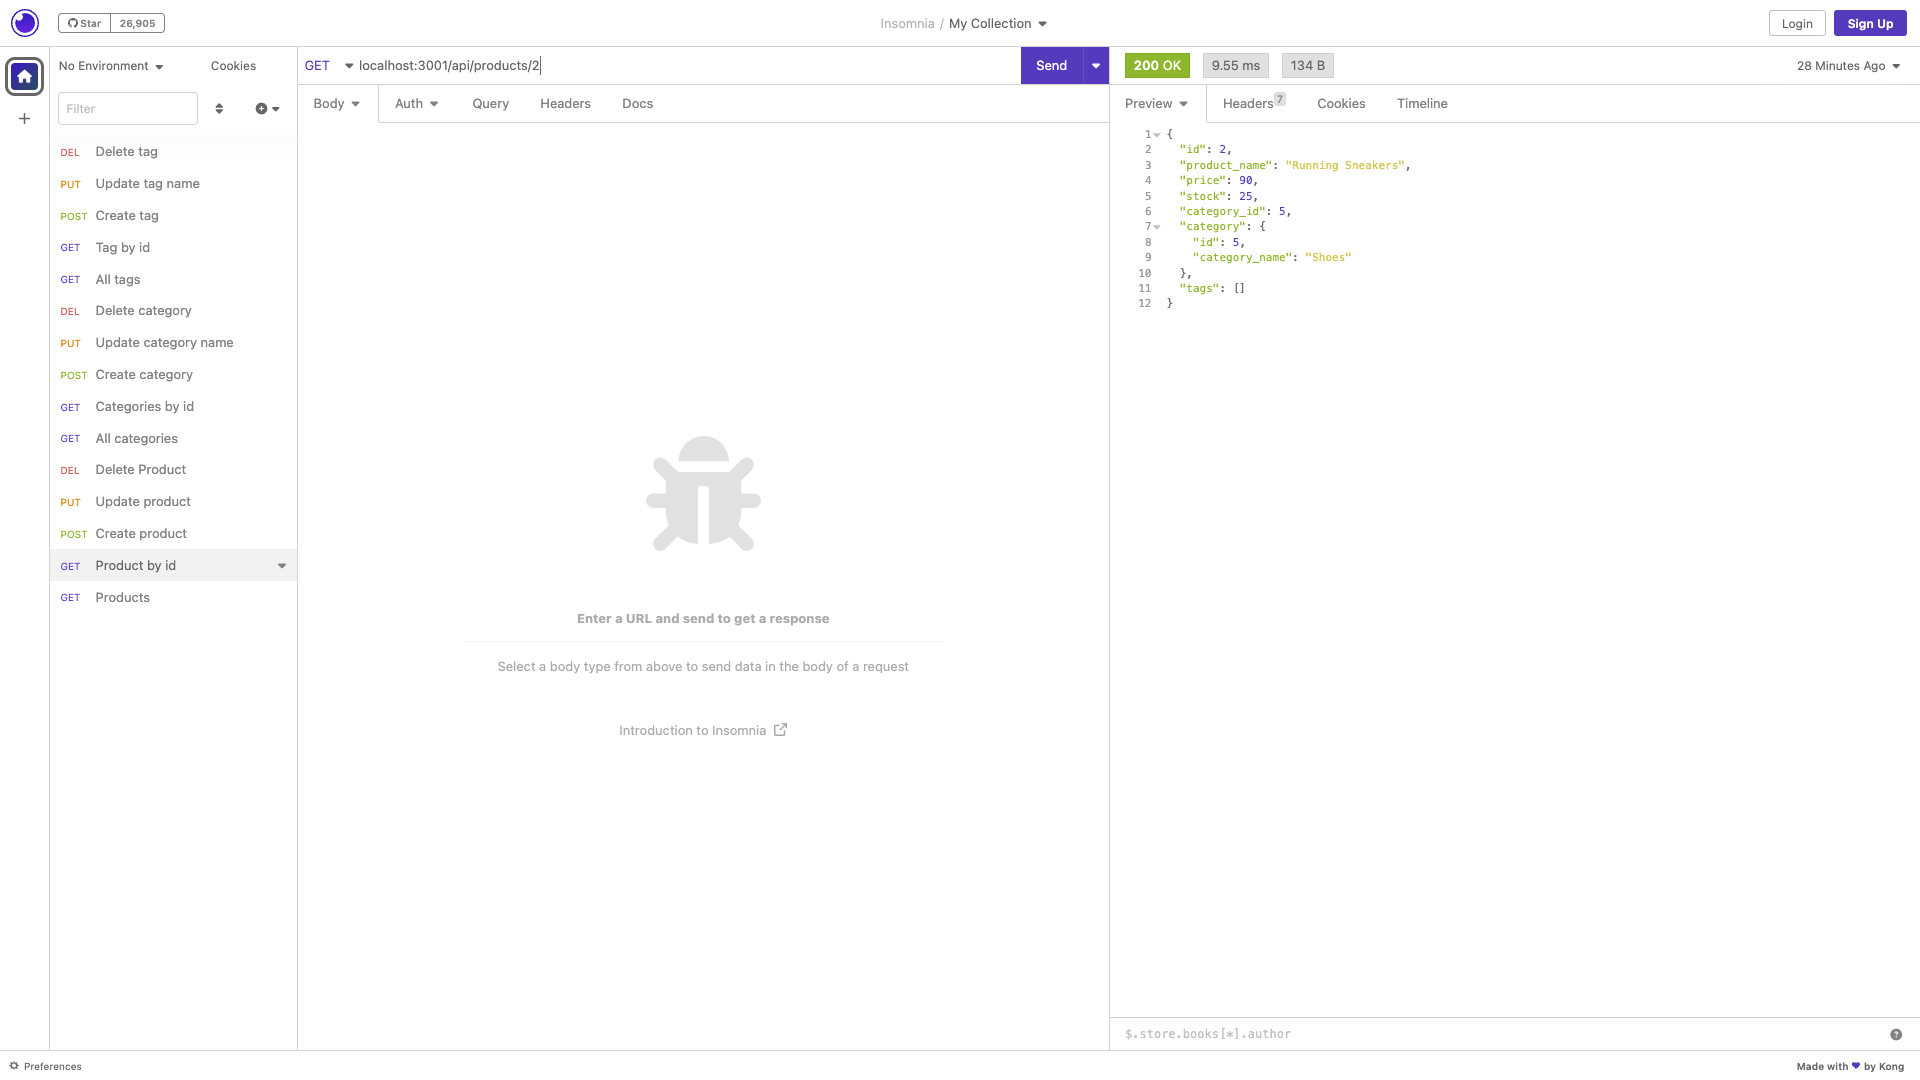 Star 26,905
Insomnia / My Collection
Login
Sign Up
No Environment
Cookies
Filter
DEL Delete tag
PUT Update tag name
POST Create tag
GET Tag by id
GET All tags
DEL Delete category
PUT Update category name
POST Create category
GET Categories by id
GET All categories
DEL Delete Product
PUT Update product
POST Create product
GET Product by id
GET Products
GET localhost:3001/api/products/2
Send
Body Auth Query Headers Docs
Enter a URL and send to get a response
Select a body type from above to send data in the body of a request
Introduction to Insomnia
200 OK 9.55 ms 134 B
28 Minutes Ago
Preview Headers 7 Cookies Timeline
1 {
2 "id": 2,
3 "product_name": "Running Sneakers",
4 "price": 90,
5 "stock": 25,
6 "category_id": 5,
7 "category": {
8 "id": 5,
9 "category_name": "Shoes"
10 },
11 "tags": []
12 }
$.store.books[*].author
?
Preferences
Made with ♥ by Kong